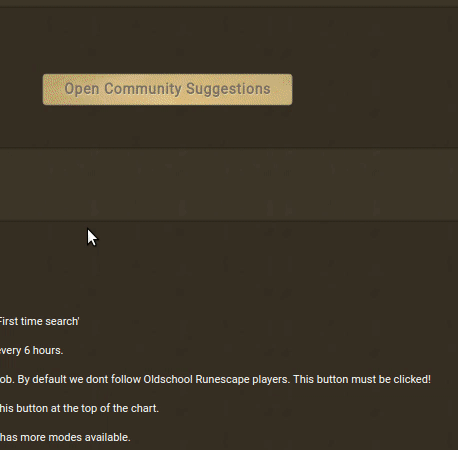 Open Community Suggestions
First time search'
every 6 hours.
ob. By default we dont follow Oldschool Runescape players. This button must be clicked!
his button at the top of the chart.
has more modes available.